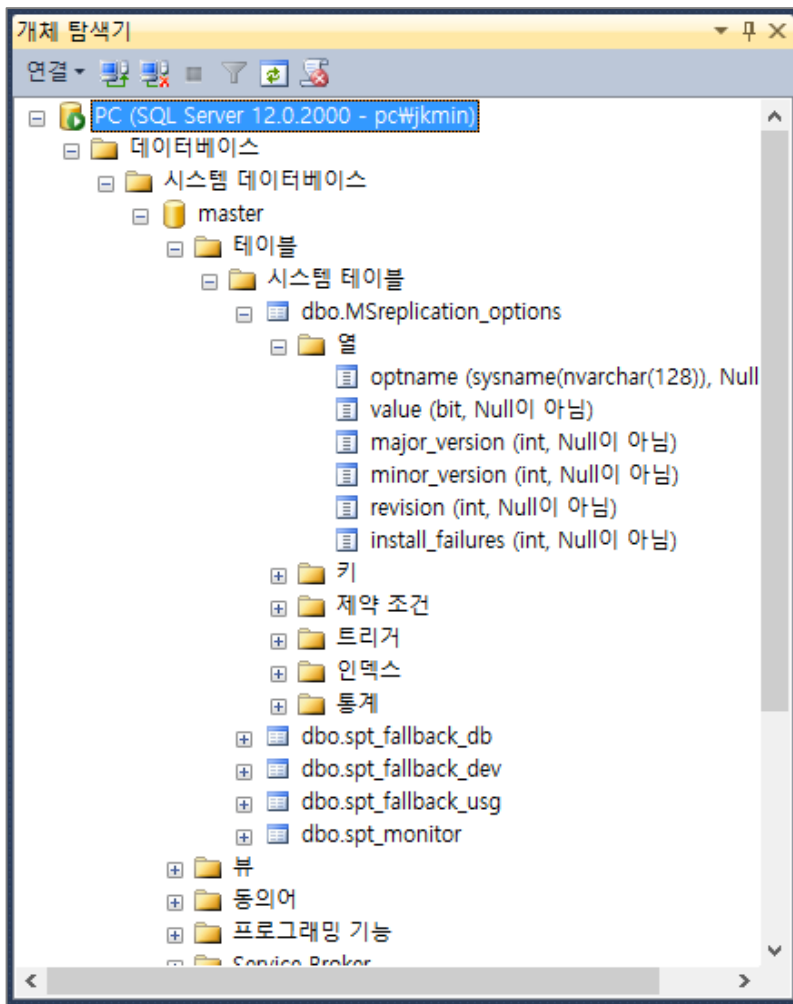 개체 탐색기
연결
PC (SQL Server 12.0.2000 - pc₩jkmin)
데이터베이스
시스템 데이터베이스
master
테이블
시스템 테이블
dbo.MSreplication_options
열
optname (sysname(nvarchar(128)), Null
value (bit, Null이 아님)
major_version (int, Null이 아님)
minor_version (int, Null이 아님)
revision (int, Null이 아님)
install_failures (int, Null이 아님)
키
제약 조건
트리거
인덱스
통계
dbo.spt_fallback_db
dbo.spt_fallback_dev
dbo.spt_fallback_usg
dbo.spt_monitor
뷰
동의어
프로그래밍 기능
Service Broker